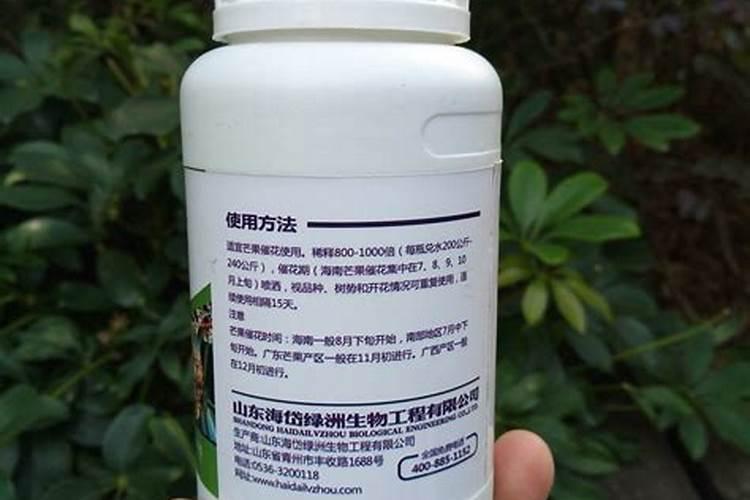 使用方法
适宜芒果催花使用。稀释800-1000倍（每瓶兑水200公斤-
240公斤），催花期（海南芒果催花集中在7、8、9、10
月上旬）喷洒，视品种、树势和开花情况可重复使用，连
续使用相隔15天。
注意
芒果催花时间：海南一般8月下旬开始，南部地区7月中下
旬开始。广东芒果产区一般在11月初进行。广西产区一般
在12月初进行。
山东海岱绿洲生物工程有限公司
SHANDONG HAIDAILVZHOU BIOLOGICAL ENGINEERING CO.,LTD
生产商:山东海岱绿洲生物工程有限公司
地址:山东省青州市丰收路1688号
电话:0536-3200118
网址:www.haidailvzhou.com
全国免费电话
400-885-1152